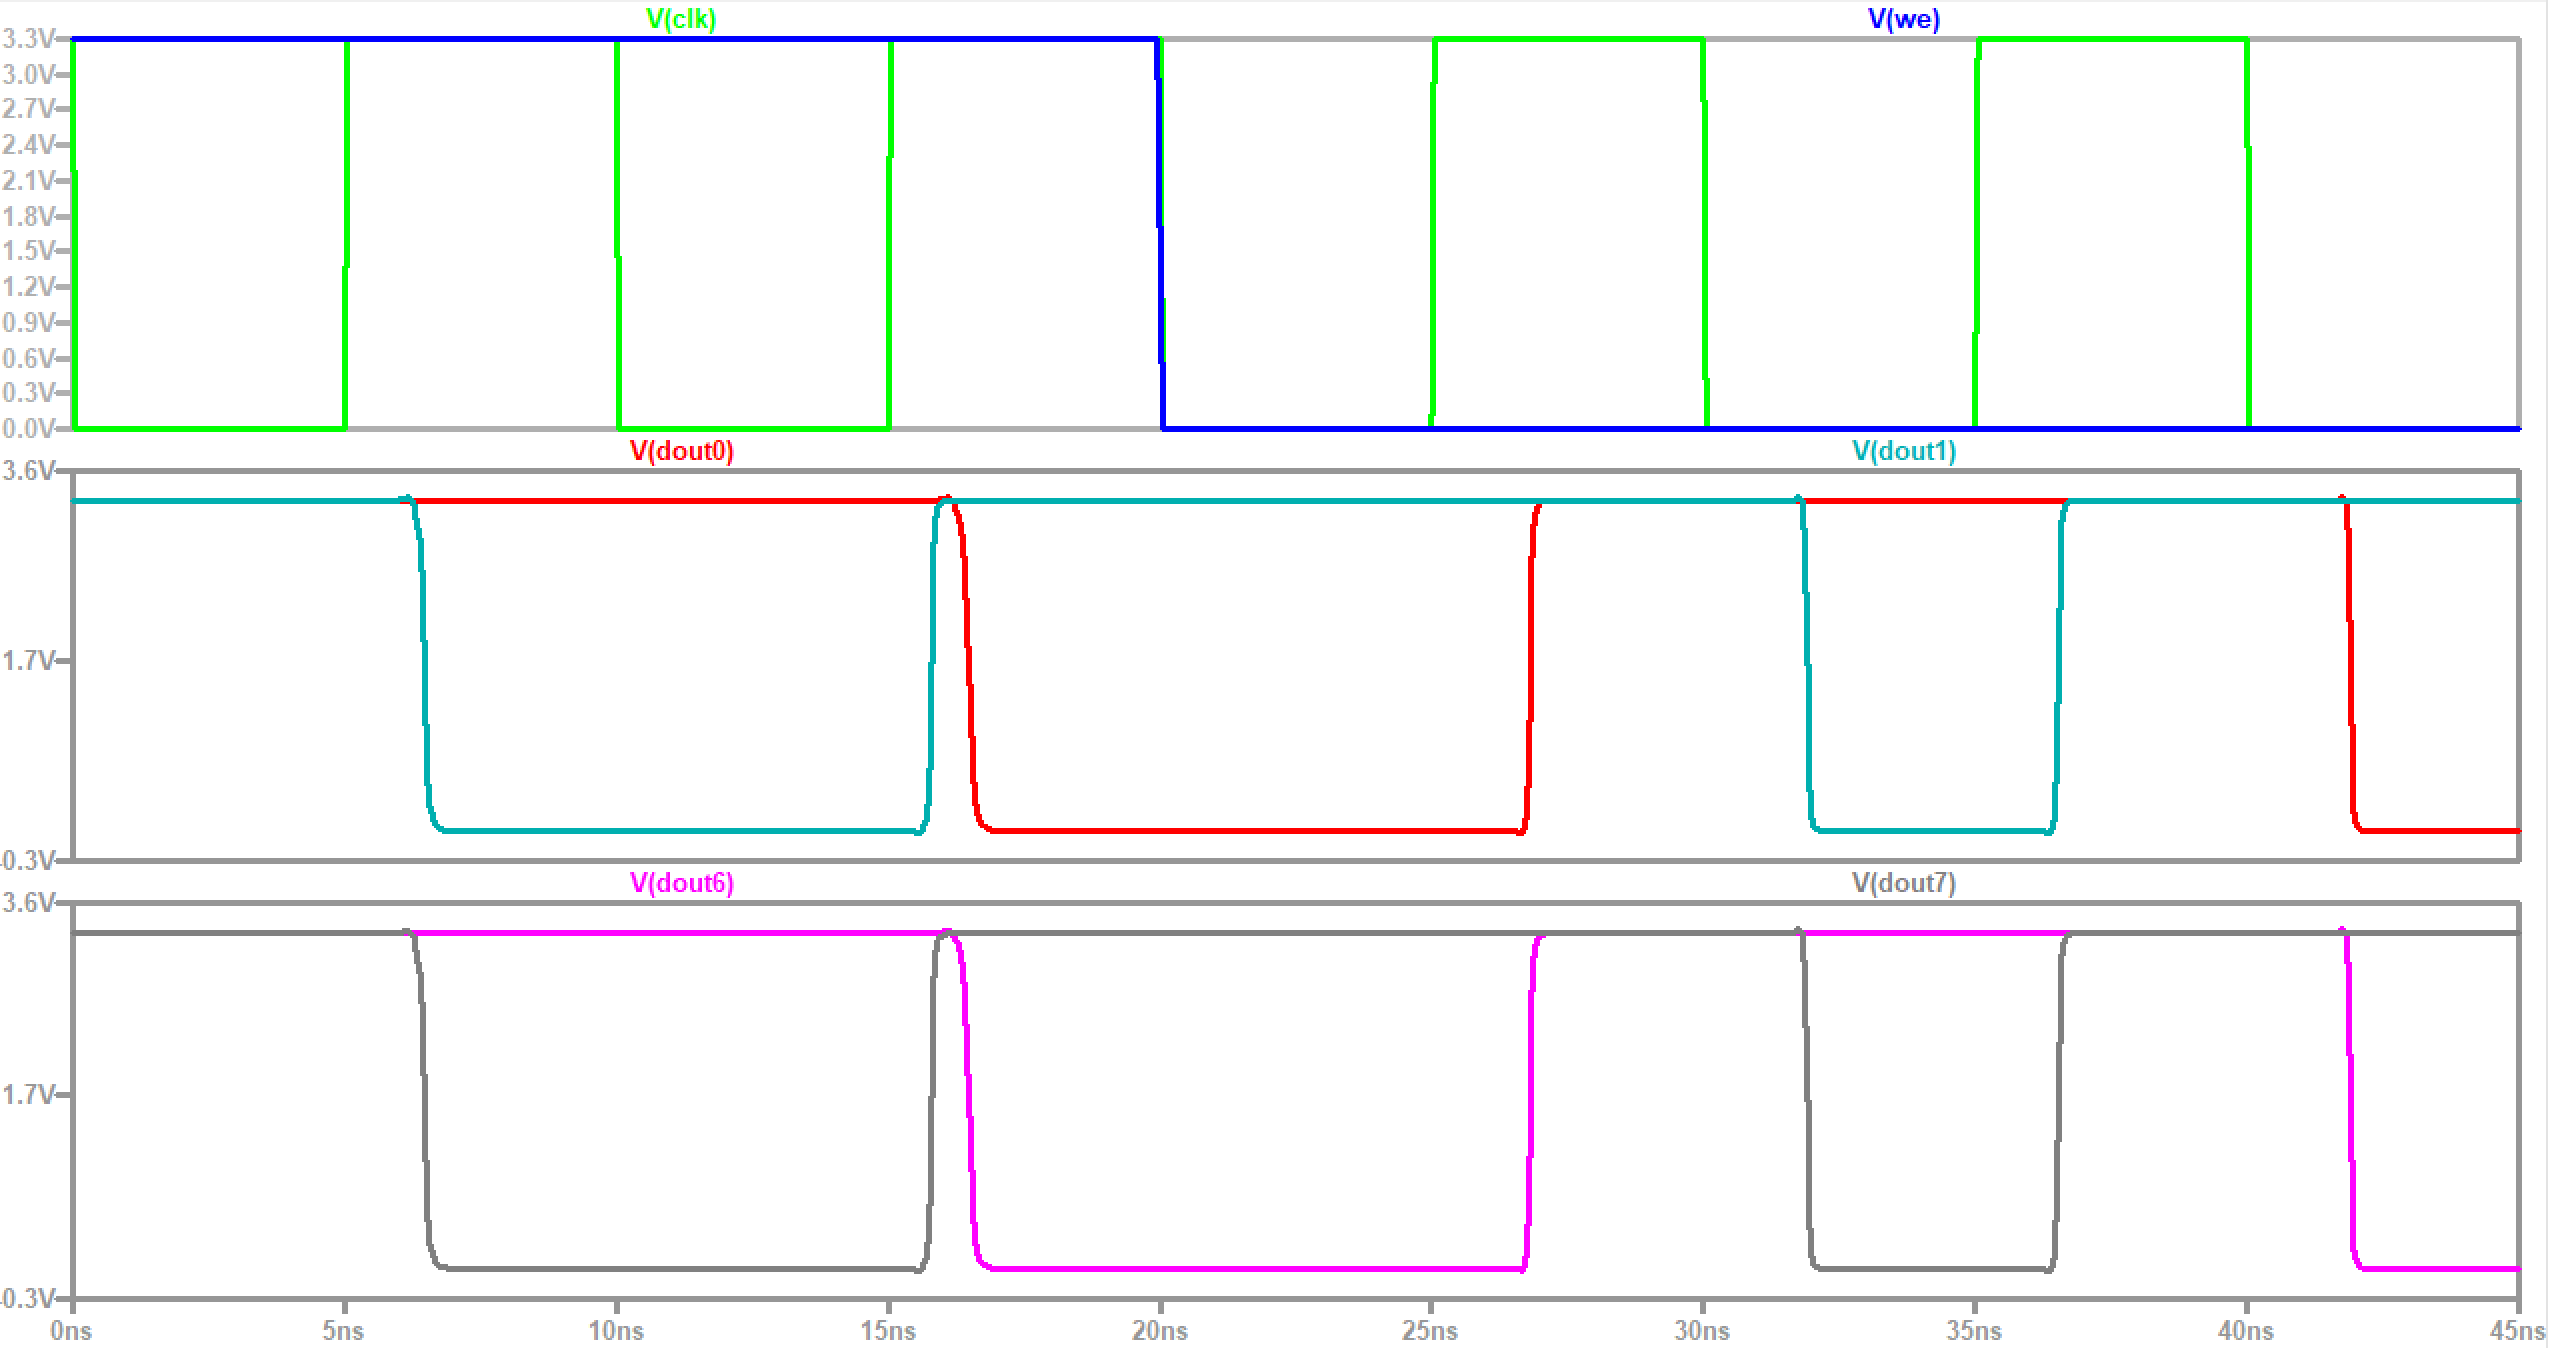 V(clk) V(we)
3.3V
3.0V
2.7V
2.4V
2.1V
1.8V
1.5V
1.2V
0.9V
0.6V
0.3V
0.0V
V(dout0) V(dout1)
3.6V
1.7V
-0.3V
V(dout6) V(dout7)
3.6V
1.7V
-0.3V
0ns 5ns 10ns 15ns 20ns 25ns 30ns 35ns 40ns 45ns